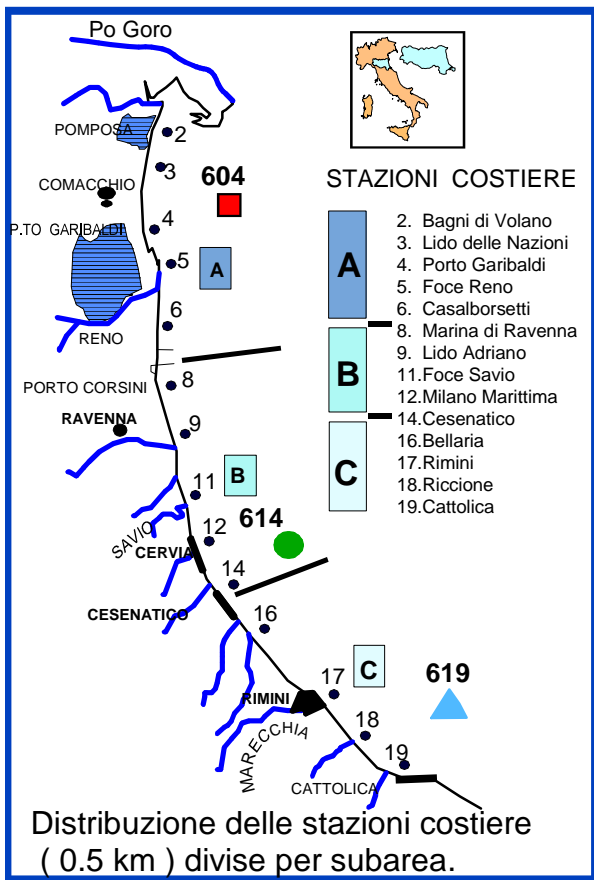 Po Goro
POMPOSA
2
3
COMACCHIO
604
P.TO GARIBALDI
4
5
A
6
RENO
PORTO CORSINI
8
RAVENNA
9
11
B
SAVIO
12
614
CERVIA
14
CESENATICO
16
RIMINI
17
C
619
MARECCHIA
18
CATTOLICA
19
STAZIONI COSTIERE
A
B
C
2. Bagni di Volano
3. Lido delle Nazioni
4. Porto Garibaldi
5. Foce Reno
6. Casalborsetti
8. Marina di Ravenna
9. Lido Adriano
11.Foce Savio
12.Milano Marittima
14.Cesenatico
16.Bellaria
17.Rimini
18.Riccione
19.Cattolica
Distribuzione delle stazioni costiere
( 0.5 km ) divise per subarea.